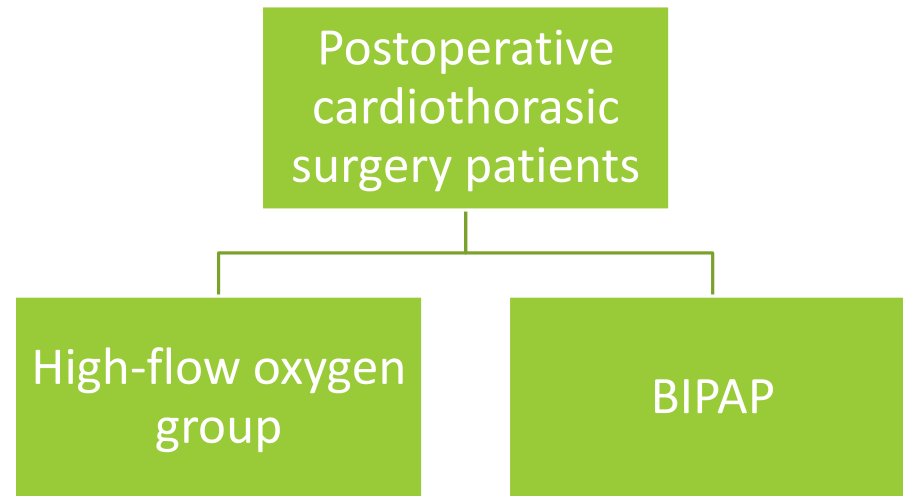 Postoperative
cardiothorasic
surgery patients
High-flow oxygen
group
BIPAP